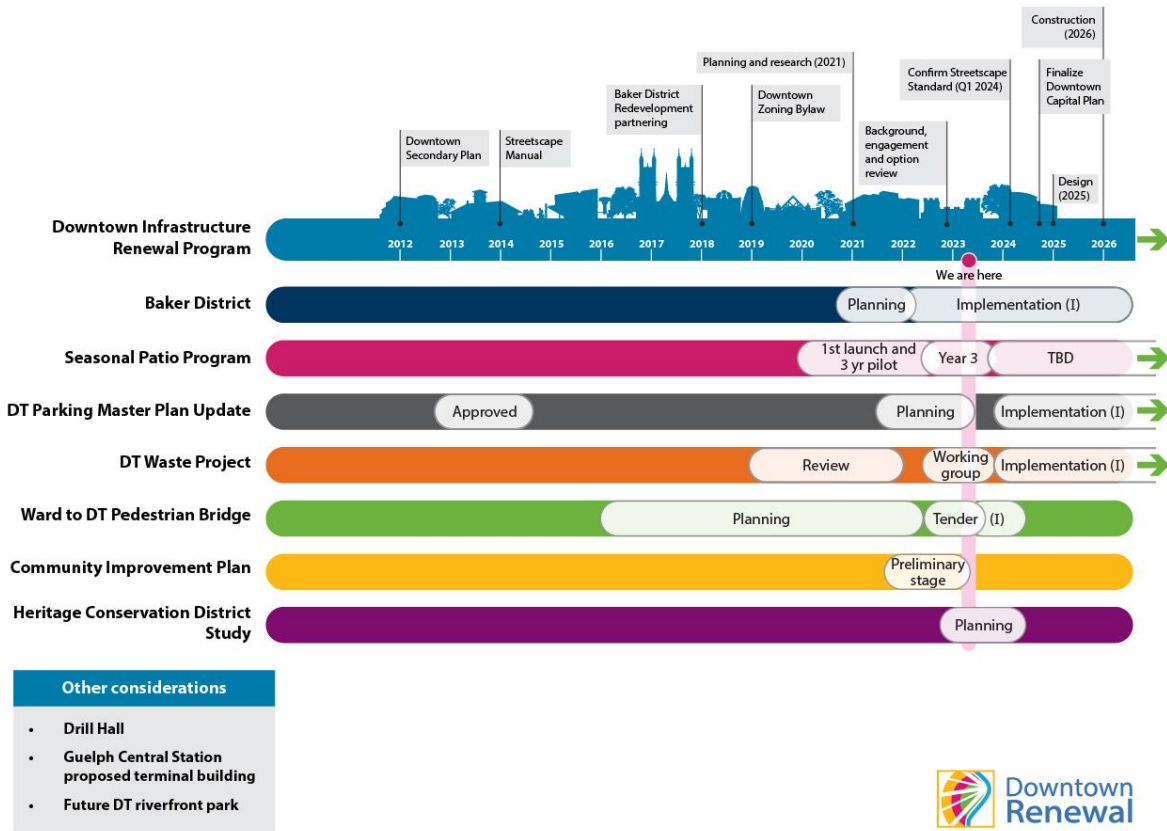 Construction
(2026)
Planning and research (2021)
Confirm Streetscape
Standard (Q1 2024)
Finalize
Downtown
Capital Plan
Baker District
Redevelopment
partnering
Downtown
Zoning Bylaw
Background,
engagement
and option
review
Downtown
Secondary Plan
Streetscape
Manual
Design
(2025)
Downtown Infrastructure
Renewal Program
2012 2013 2014 2015 2016 2017 2018 2019 2020 2021 2022 2023 2024 2025 2026
We are here
Baker District
Planning
Implementation (I)
Seasonal Patio Program
1st launch and
3 yr pilot
Year 3
TBD
DT Parking Master Plan Update
Approved
Planning
Implementation (I)
DT Waste Project
Review
Working
group
Implementation (I)
Ward to DT Pedestrian Bridge
Planning
Tender
(I)
Community Improvement Plan
Preliminary
stage
Heritage Conservation District
Study
Planning
Other considerations
• Drill Hall
• Guelph Central Station
proposed terminal building
• Future DT riverfront park
Downtown
Renewal